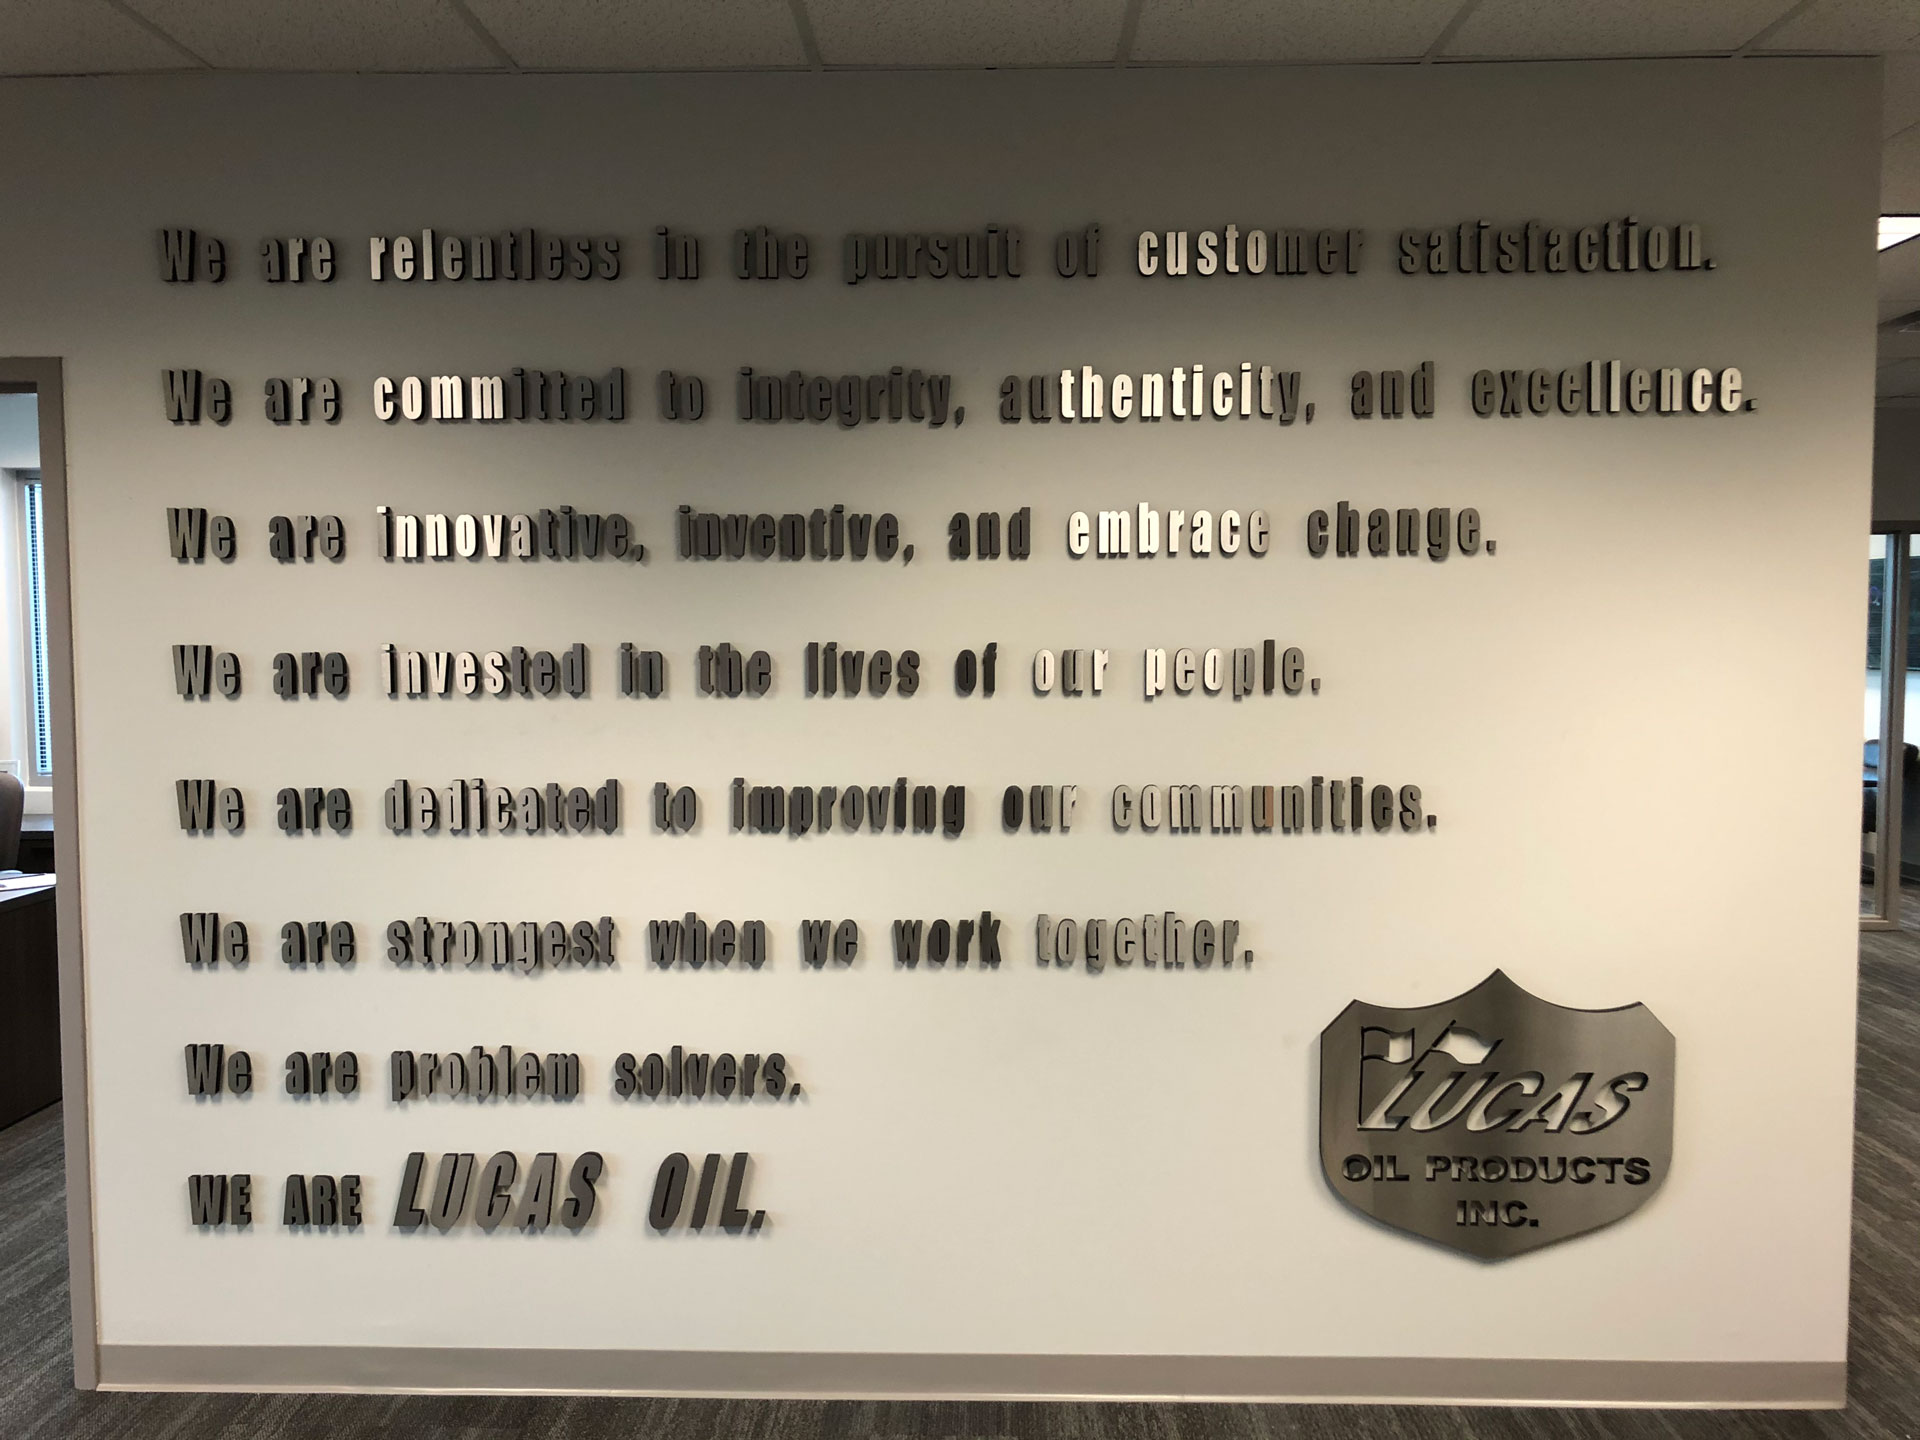 We are relentless in the pursuit of customer satisfaction.
We are committed to integrity, authenticity, and excellence.
We are innovative, inventive, and embrace change.
We are invested in the lives of our people.
We are dedicated to improving our communities.
We are strongest when we work together.
We are problem solvers.
WE ARE LUCAS OIL.
LUCAS
OIL PRODUCTS
INC.